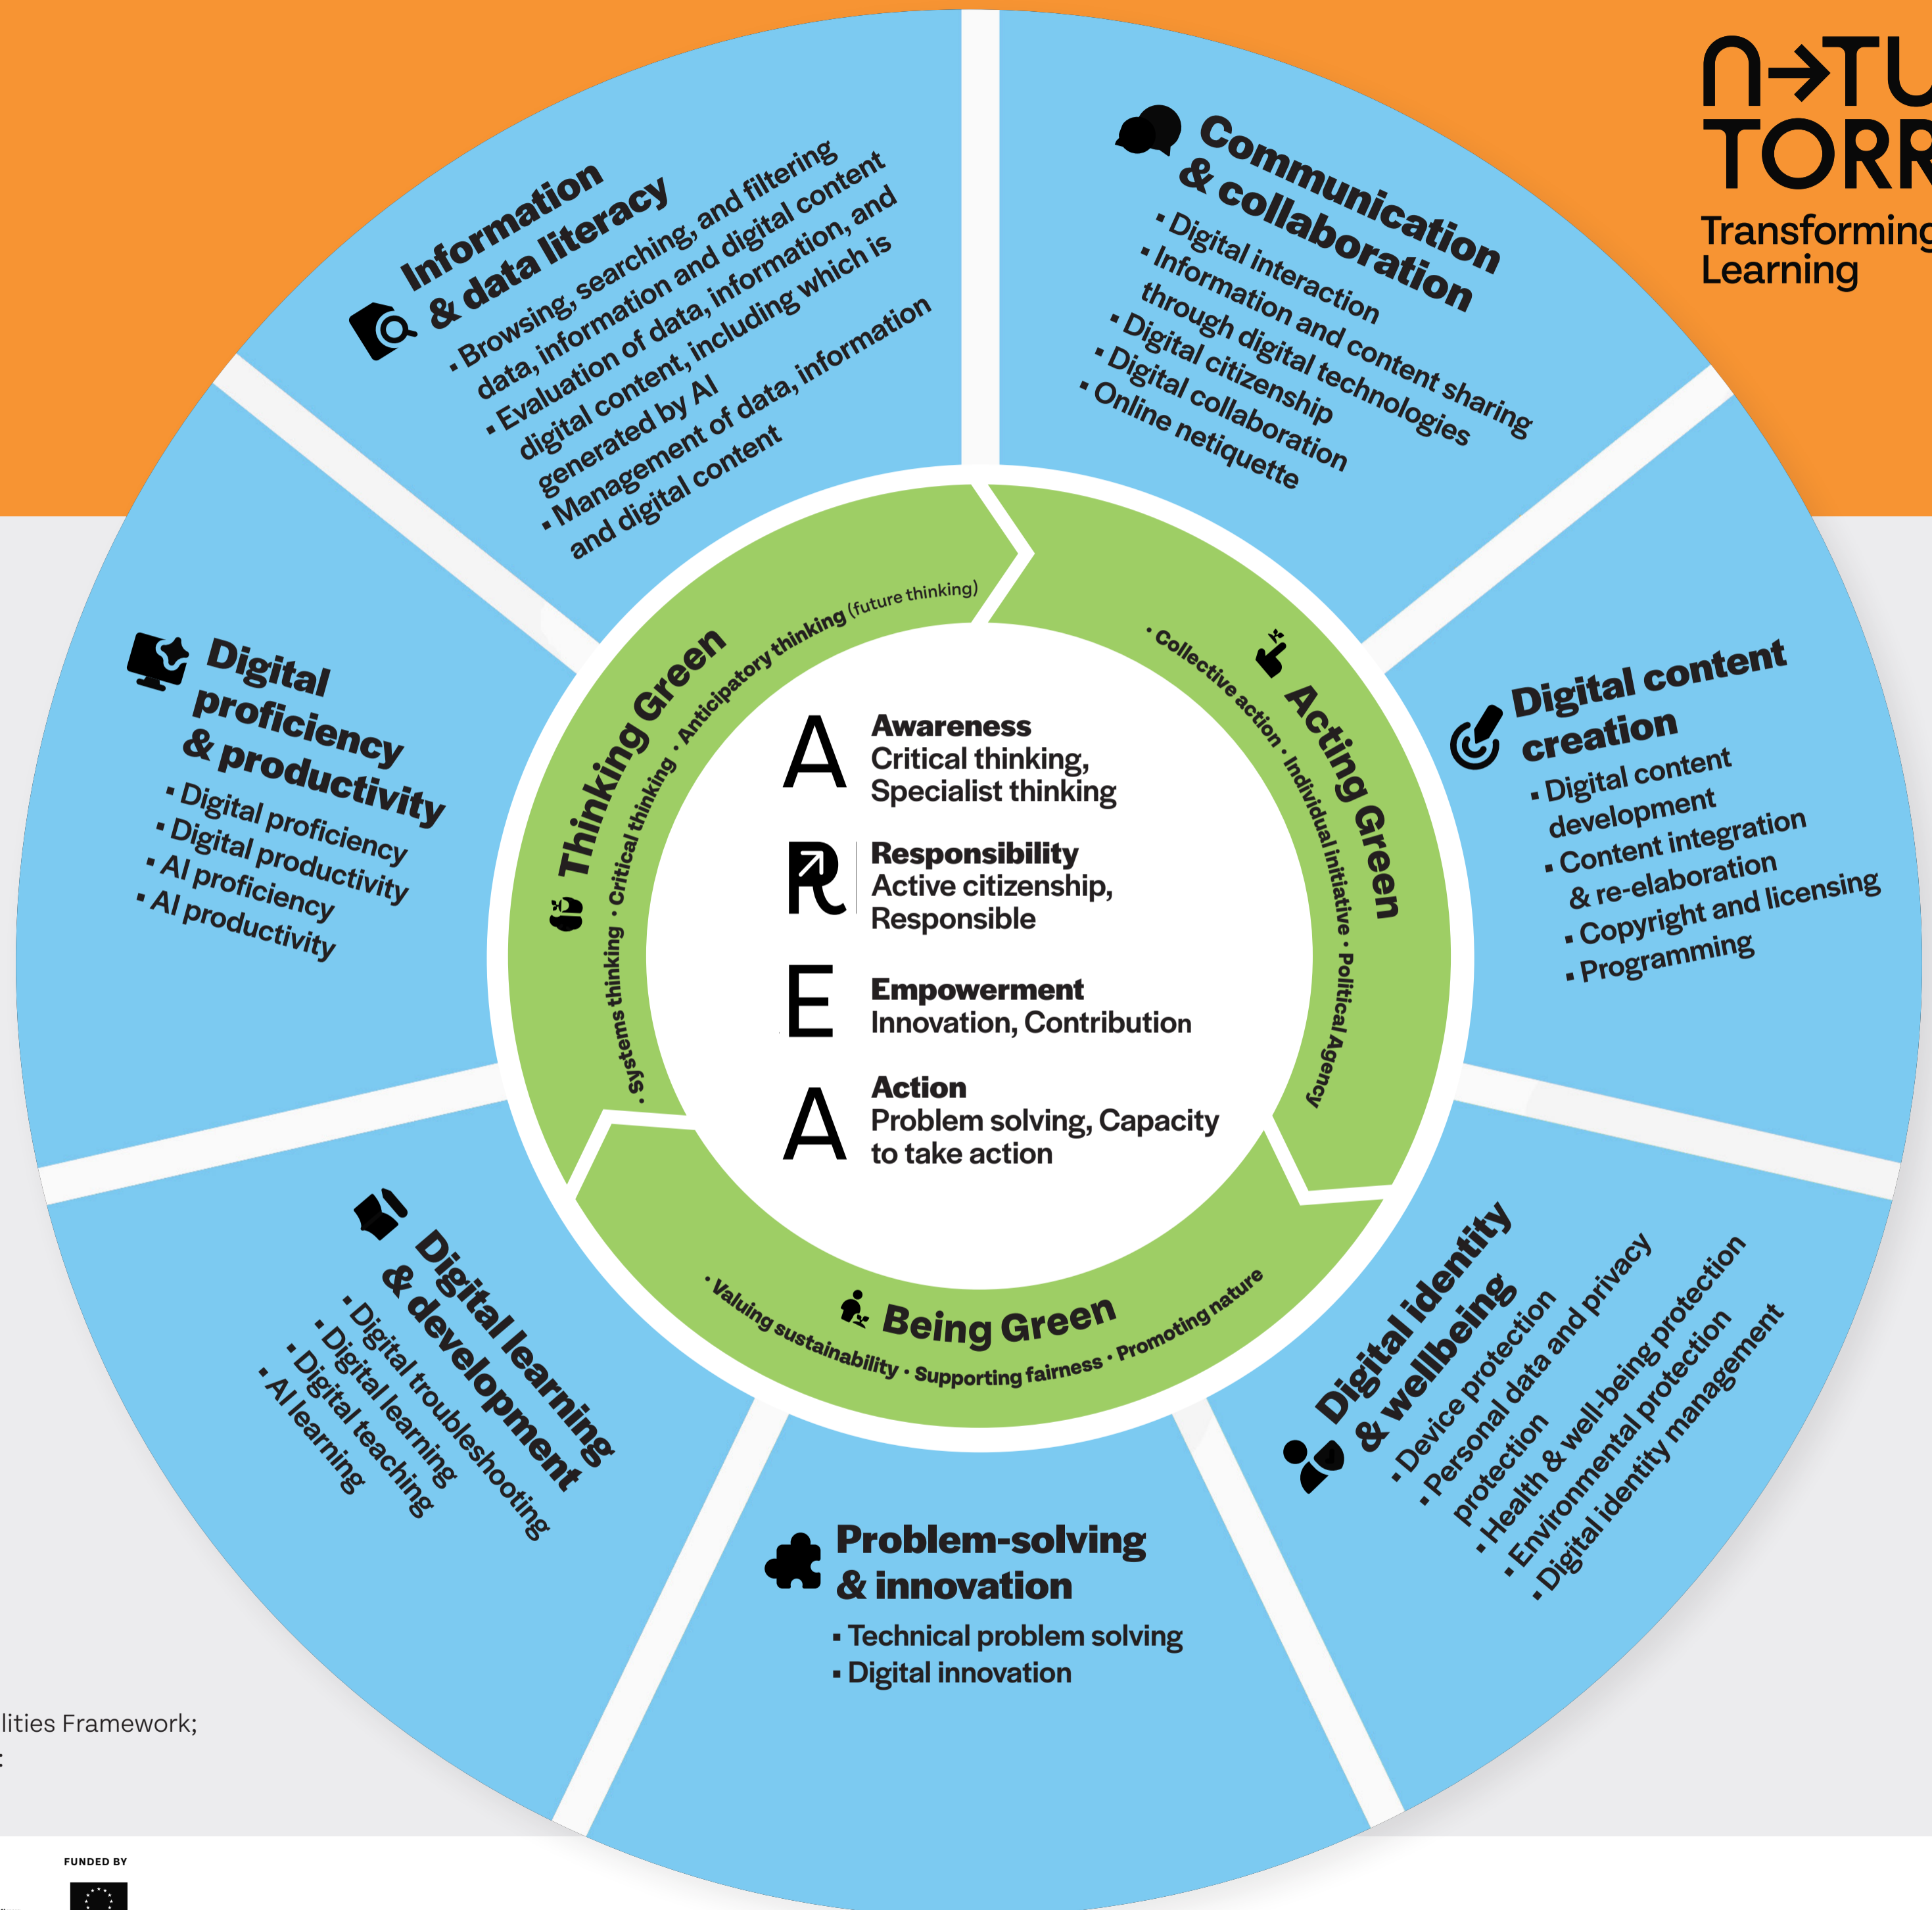 Information
& data literacy
▪ Browsing, searching, and filtering
data, information and digital content
▪ Evaluation of data, information, and
digital content, including which is
generated by AI
▪ Management of data, information
and digital content
Communication
& collaboration
▪ Digital interaction
▪ Information and content sharing
through digital technologies
▪ Digital citizenship
▪ Digital collaboration
▪ Online netiquette
Transforming
Learning
Digital content
creation
▪ Digital content
development
▪ Content integration
& re-elaboration
▪ Copyright and licensing
▪ Programming
Digital identity
& wellbeing
▪ Device protection
▪ Personal data and privacy
protection
▪ Health & well-being protection
▪ Environmental protection
▪ Digital identity management
Problem-solving
& innovation
▪ Technical problem solving
▪ Digital innovation
Digital learning
& development
▪ Digital troubleshooting
▪ Digital learning
▪ Digital teaching
▪ AI learning
Digital
proficiency
& productivity
▪ Digital proficiency
▪ Digital productivity
▪ AI proficiency
▪ AI productivity
Thinking Green
• Systems thinking • Critical thinking • Anticipatory thinking (future thinking)
Acting Green
• Collective action • Individual initiative • Political Agency
Being Green
• Valuing sustainability • Supporting fairness • Promoting nature
A
Awareness
Critical thinking,
Specialist thinking
R
Responsibility
Active citizenship,
Responsible
E
Empowerment
Innovation, Contribution
A
Action
Problem solving, Capacity
to take action
Framework;
FUNDED BY